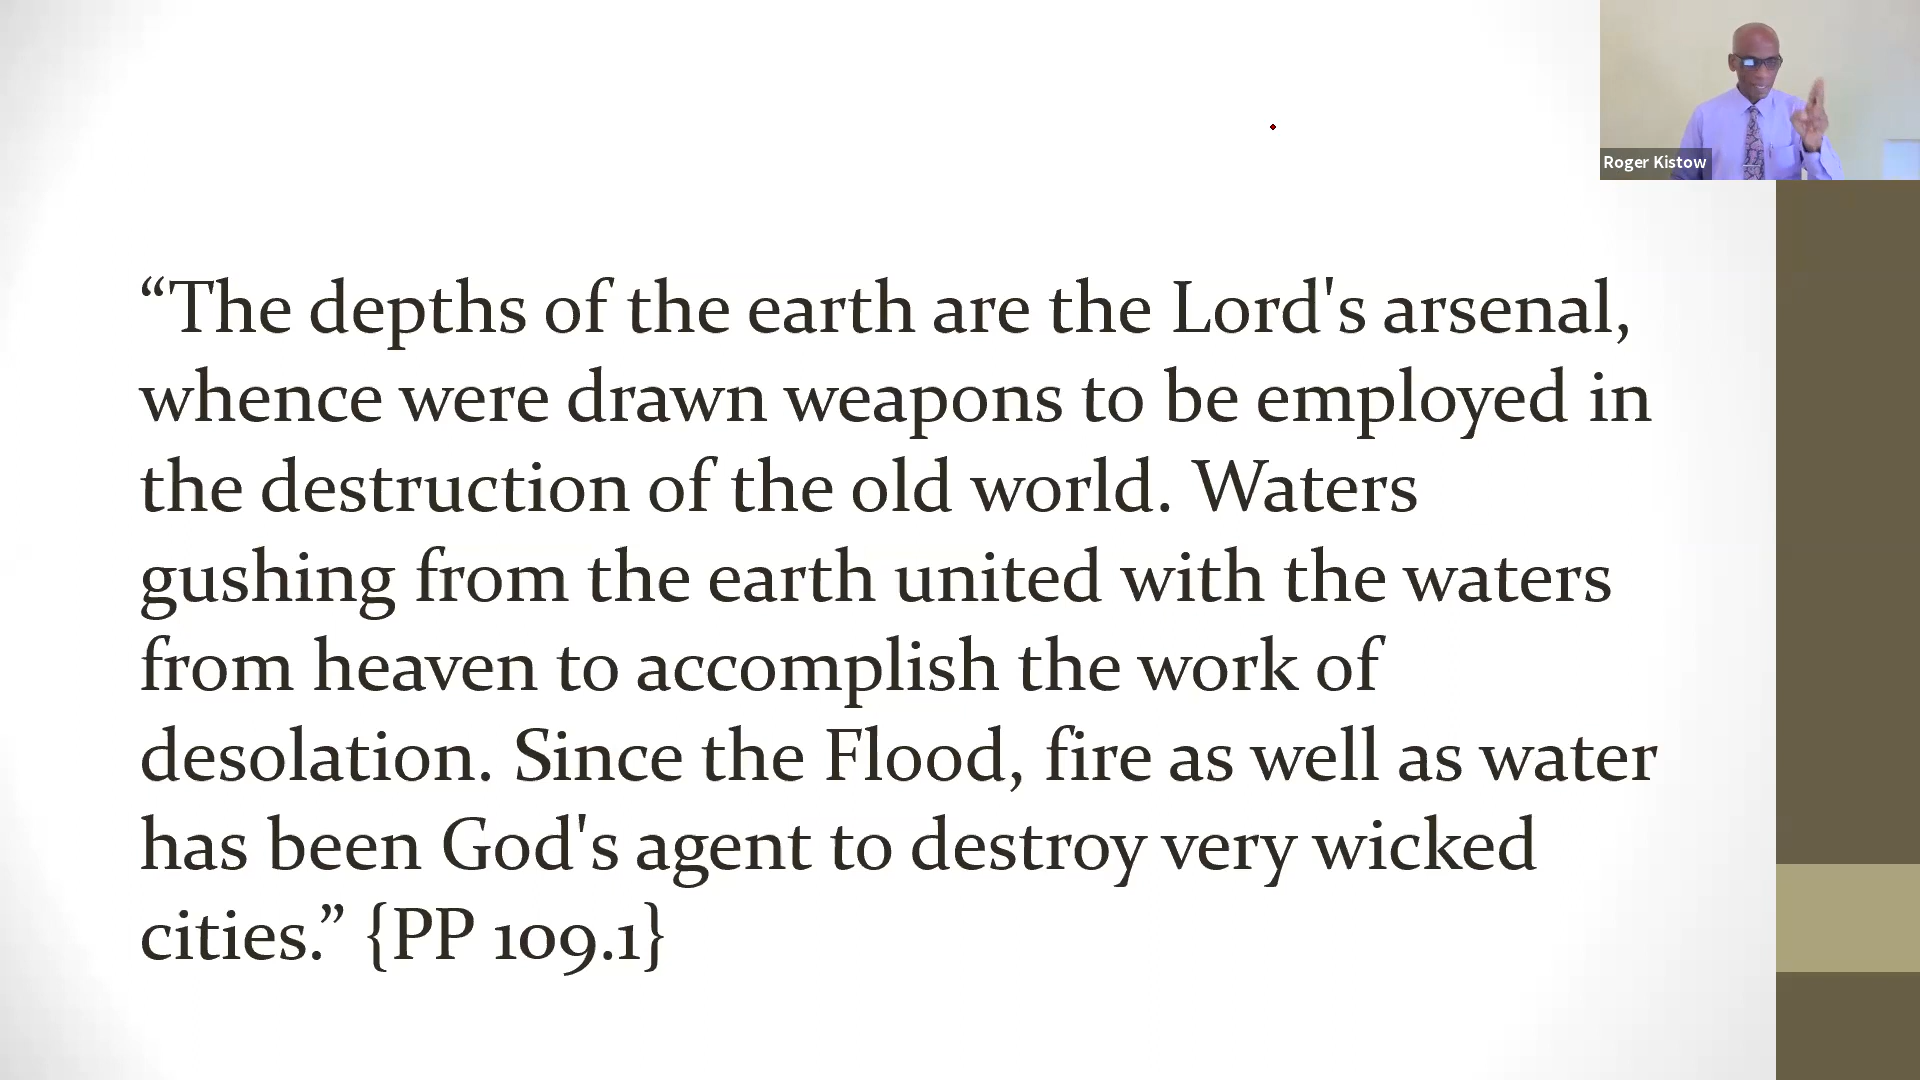 Roger Kistow
“The depths of the earth are the Lord's arsenal,
whence were drawn weapons to be employed in
the destruction of the old world. Waters
gushing from the earth united with the waters
from heaven to accomplish the work of
desolation. Since the Flood, fire as well as water
has been God's agent to destroy very wicked
cities.” {PP 109.1}